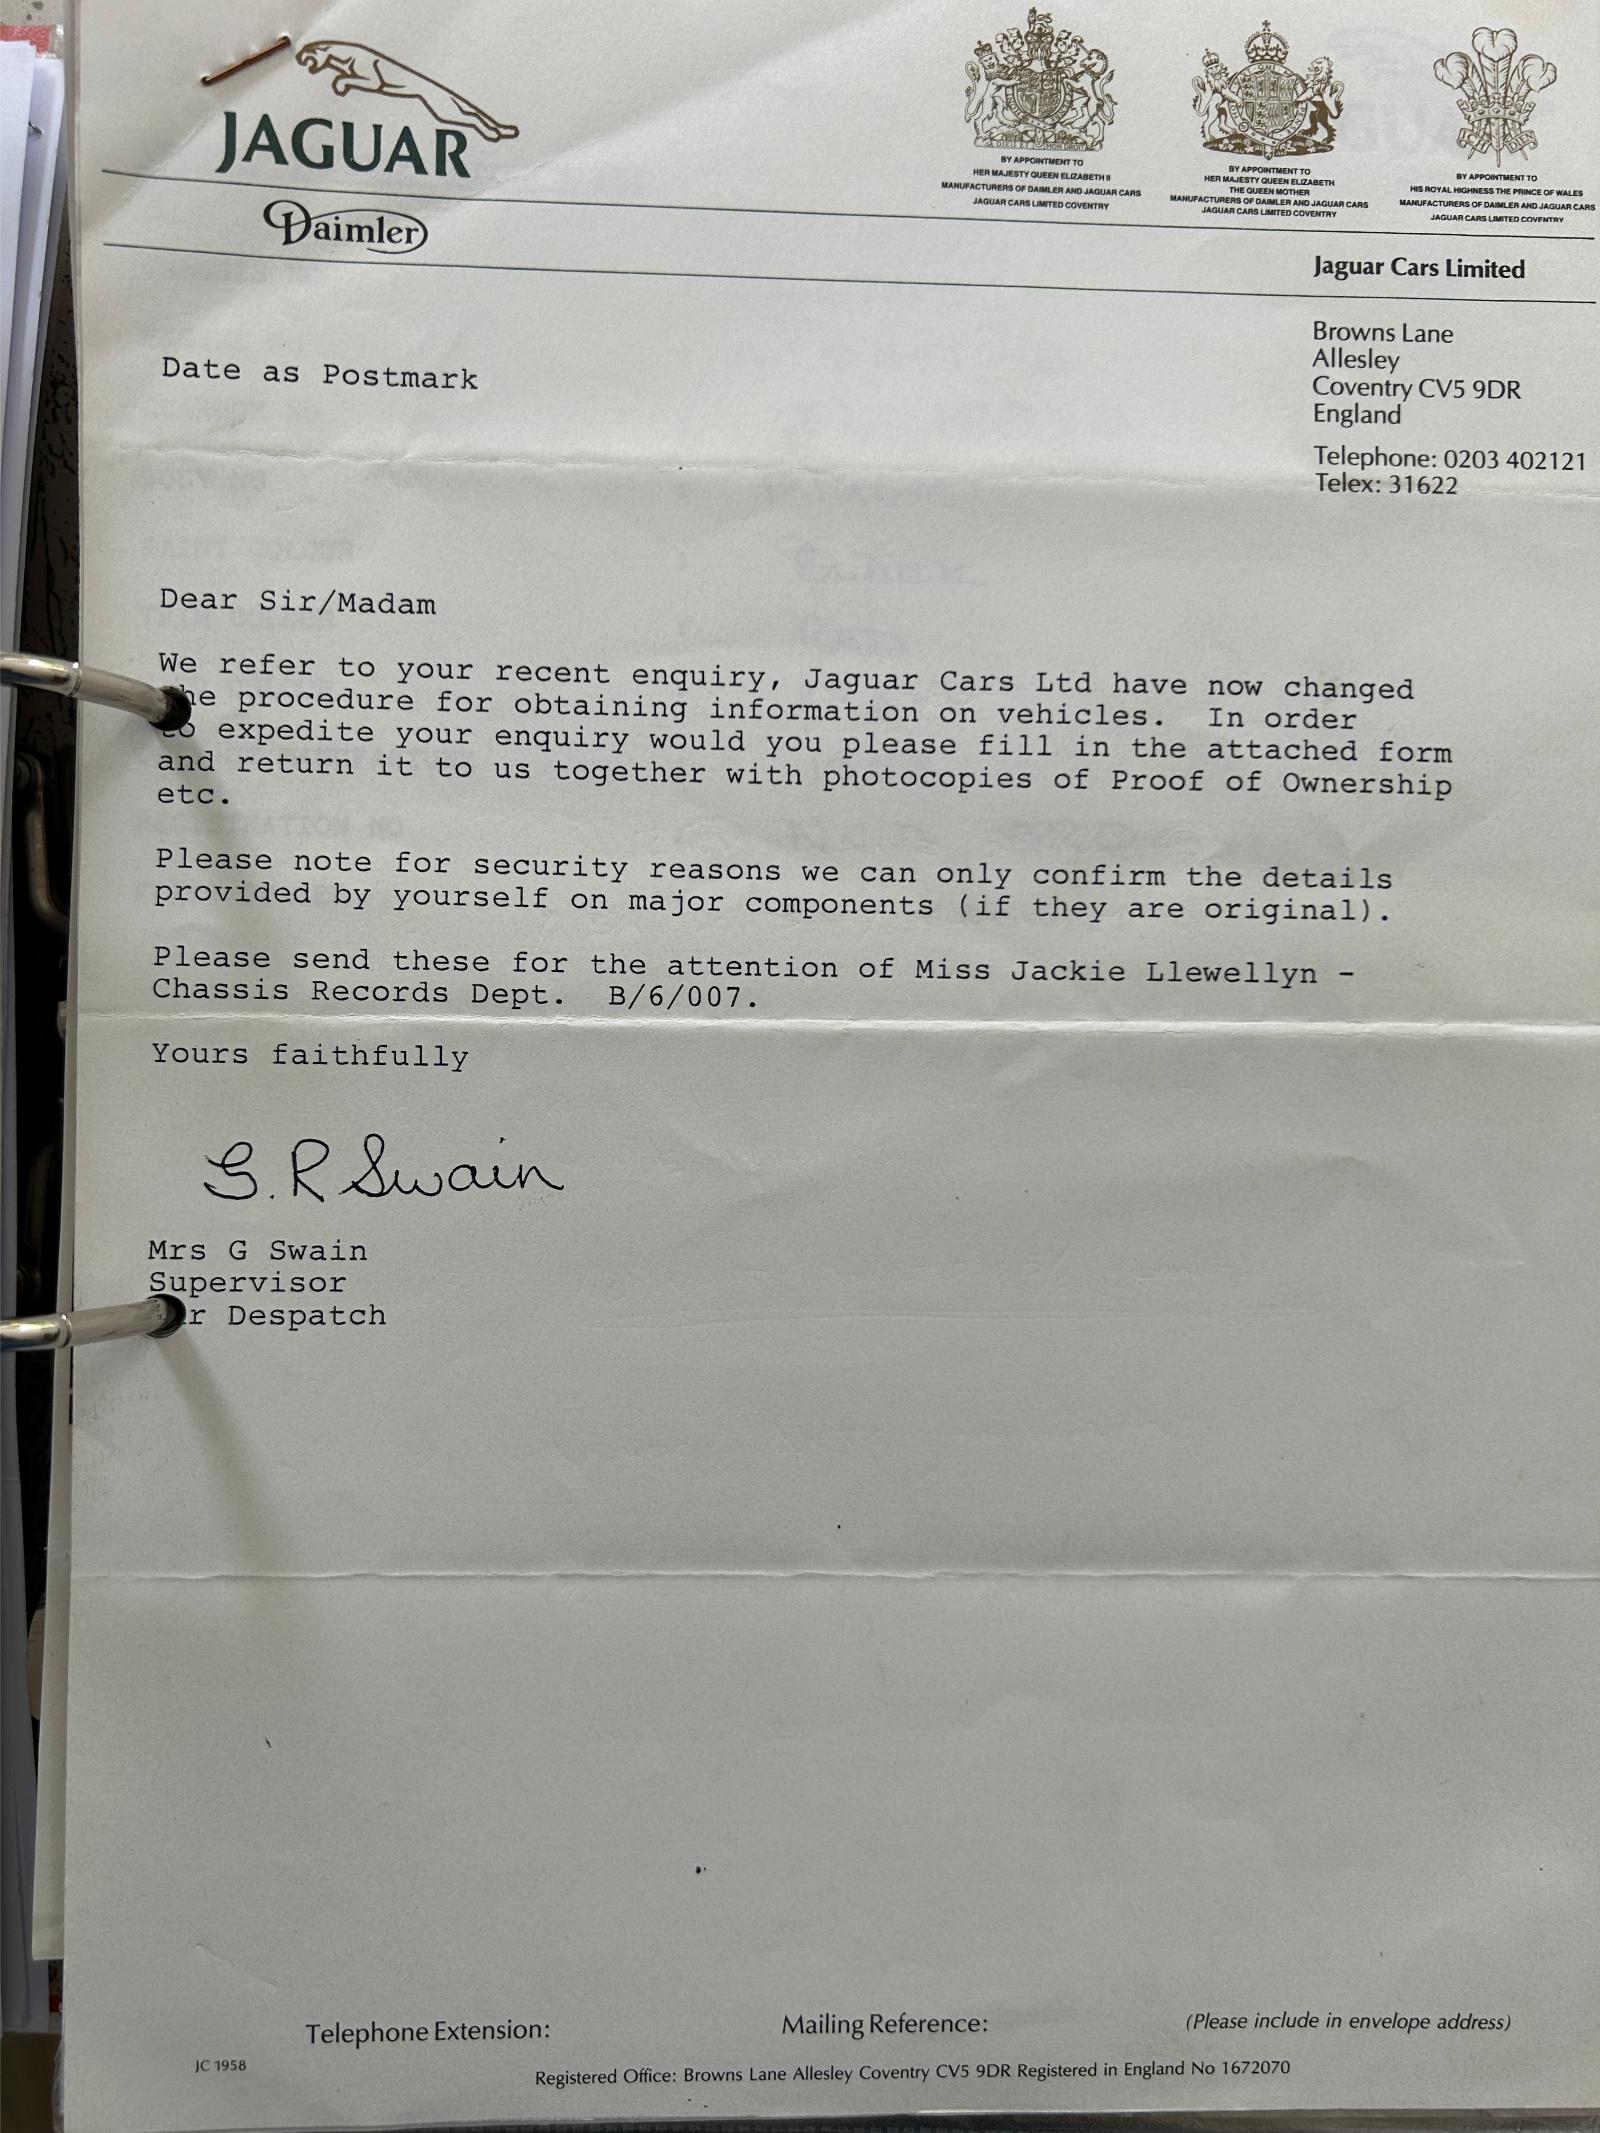 JAGUAR
Daimler
BY APPOINTMENT TO
HER MAJESTY QUEEN ELIZABETH II
MANUFACTURERS OF DAIMLER AND JAGUAR CARS
JAGUAR CARS LIMITED COVENTRY
BY APPOINTMENT TO
HER MAJESTY QUEEN ELIZABETH
THE QUEEN MOTHER
MANUFACTURERS OF DAIMLER AND JAGUAR CARS
JAGUAR CARS LIMITED COVENTRY
BY APPOINTMENT TO
HIS ROYAL HIGHNESS THE PRINCE OF WALES
MANUFACTURERS OF DAIMLER AND JAGUAR CARS
JAGUAR CARS LIMITED COVENTRY
Jaguar Cars Limited
Browns Lane
Allesley
Coventry CV5 9DR
England
Telephone: 0203 402121
Telex: 31622
Date as Postmark
Dear Sir/Madam
We refer to your recent enquiry, Jaguar Cars Ltd have now changed
the procedure for obtaining information on vehicles. In order
to expedite your enquiry would you please fill in the attached form
and return it to us together with photocopies of Proof of Ownership
etc.
Please note for security reasons we can only confirm the details
provided by yourself on major components (if they are original).
Please send these for the attention of Miss Jackie Llewellyn -
Chassis Records Dept. B/6/007.
Yours faithfully
G.R Swain
Mrs G Swain
Supervisor
Despatch
Telephone Extension:
Mailing Reference:
(Please include in envelope address)
JC 1958
Registered Office: Browns Lane Allesley Coventry CV5 9DR Registered in England No 1672070